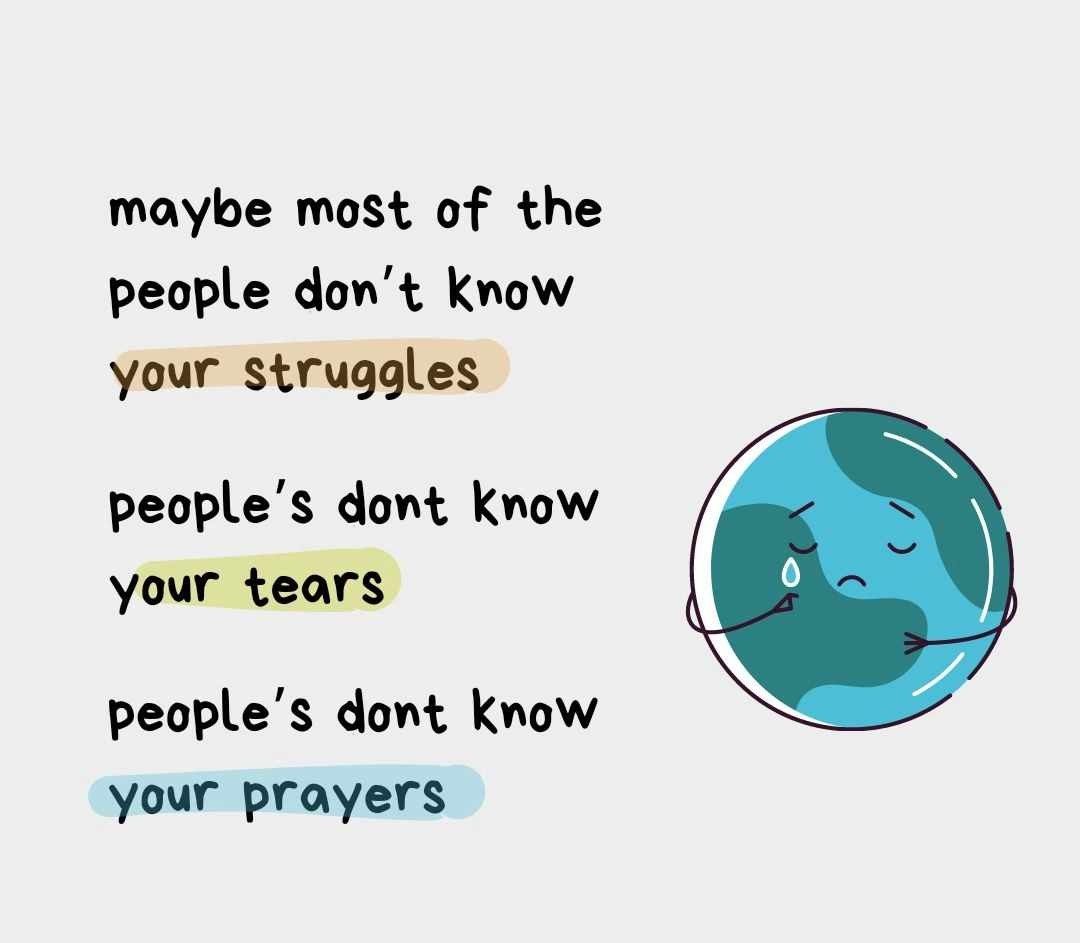 maybe most of the
people don't know
your struggles
people's dont know
your tears
people's dont know
your prayers